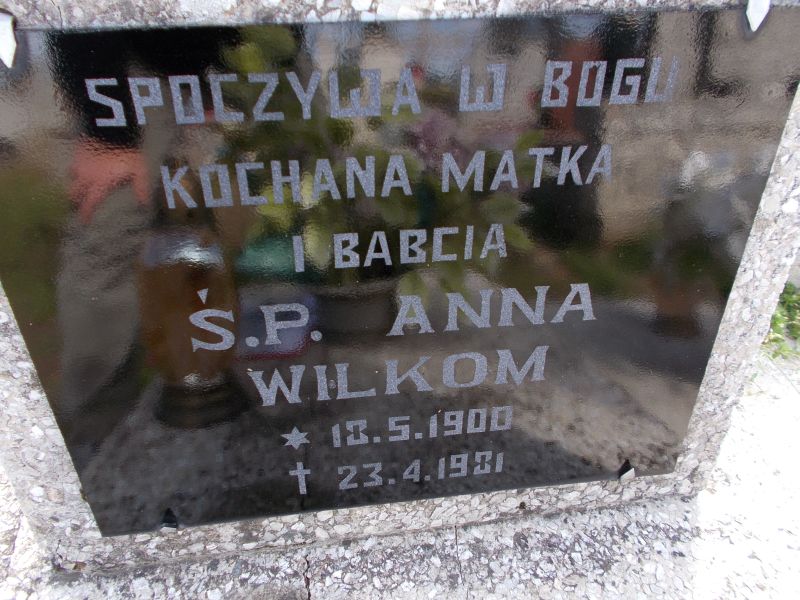 SPOCZYWA W BOGU
KOCHANA MATKA
I BABCIA
Ś.P. ANNA
WILKOM
✶ 18.5.1900
† 23.4.1981